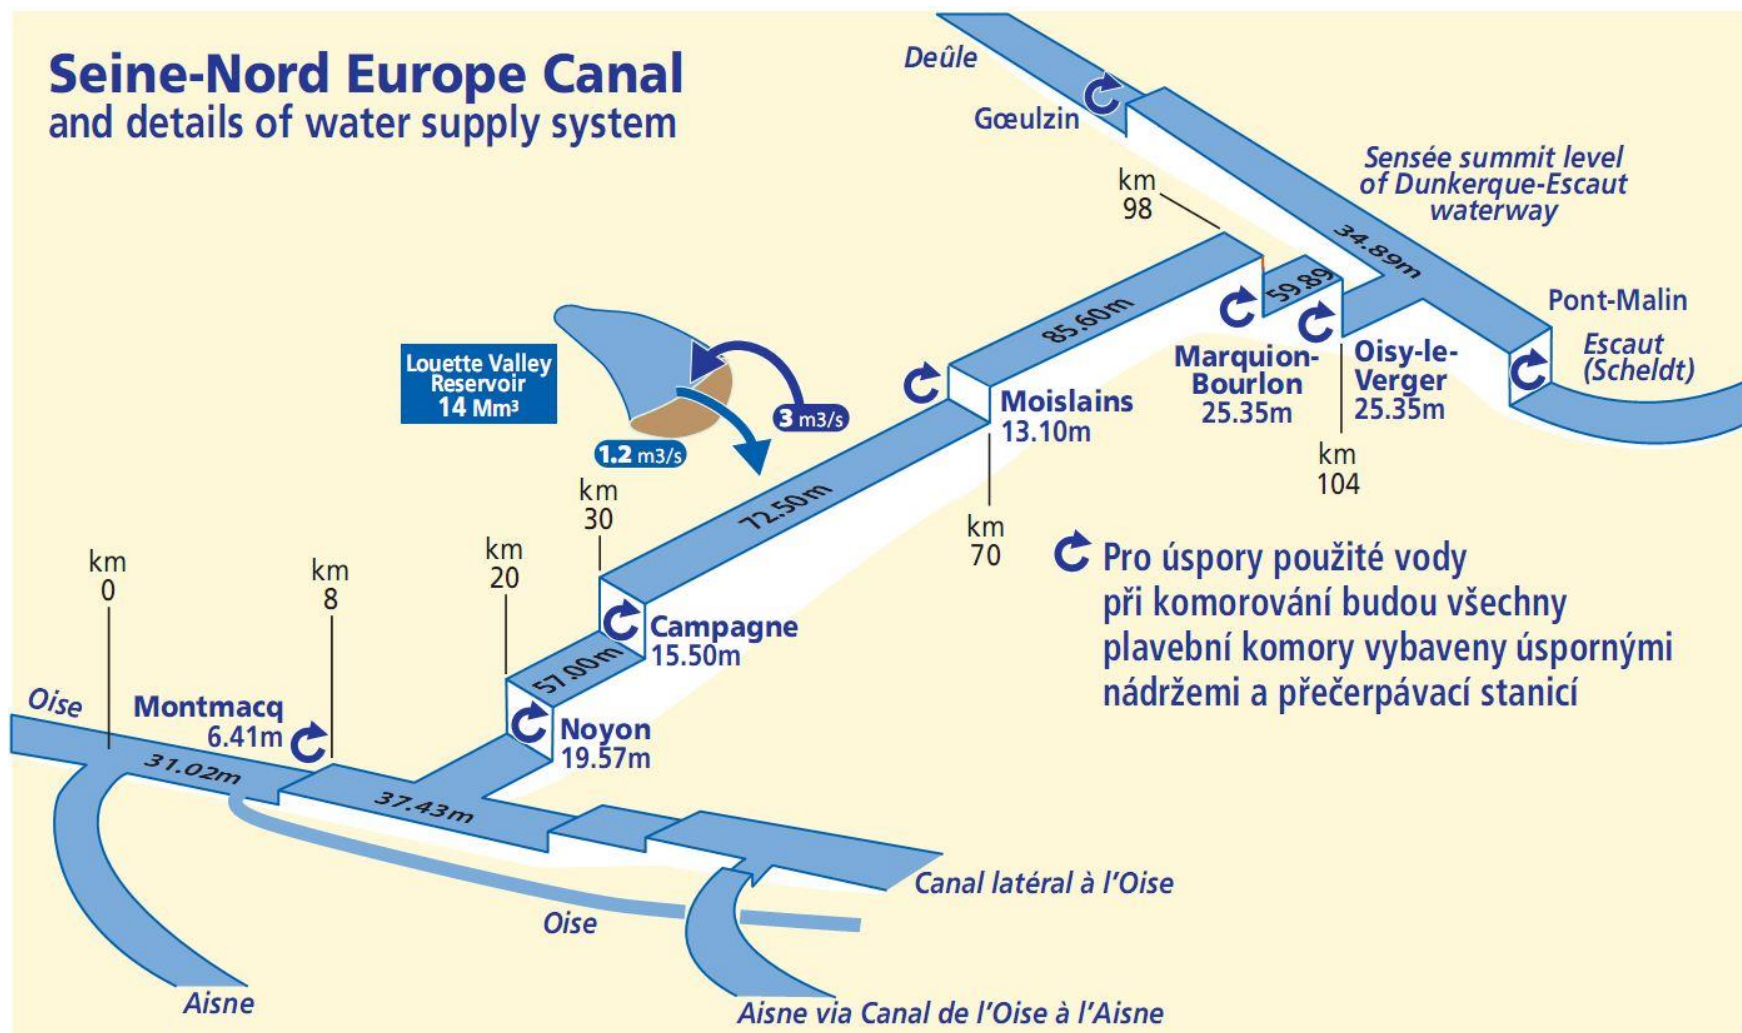 Seine-Nord Europe Canal
and details of water supply system
Deûle
Gœulzin
Sensée summit level
of Dunkerque-Escaut
waterway
km
98
34.89m
Pont-Malin
Escaut
(Scheldt)
85.60m
59.89
Marquion-
Bourlon
25.35m
Oisy-le-
Verger
25.35m
km
104
Louette Valley
Reservoir
14 Mm³
3 m3/s
1.2 m3/s
Moislains
13.10m
km
70
72.50m
km
30
km
20
km
8
km
0
Campagne
15.50m
57.00m
Noyon
19.57m
Oise
Montmacq
6.41m
31.02m
37.43m
Pro úspory použité vody
při komorování budou všechny
plavební komory vybaveny úspornými
nádržemi a přečerpávací stanicí
Canal latéral à l'Oise
Oise
Aisne
Aisne via Canal de l'Oise à l'Aisne